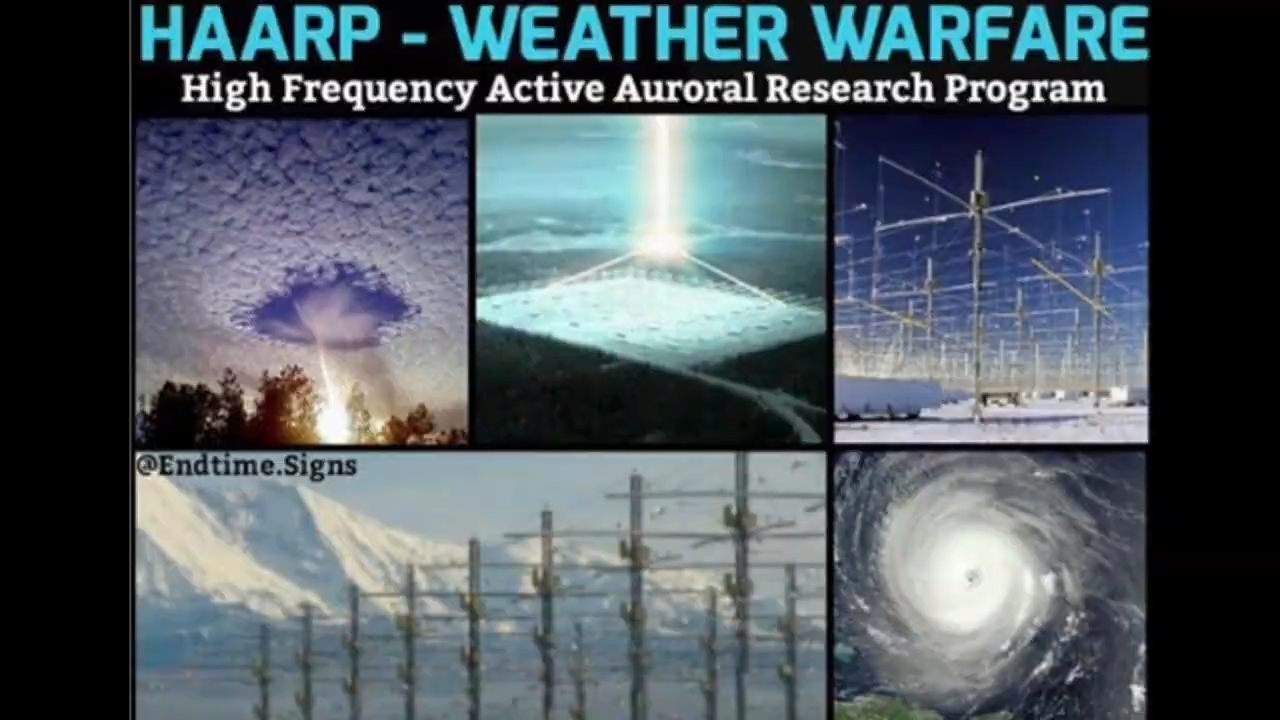 HAARP - WEATHER WARFARE
High Frequency Active Auroral Research Program
@Endtime.Signs